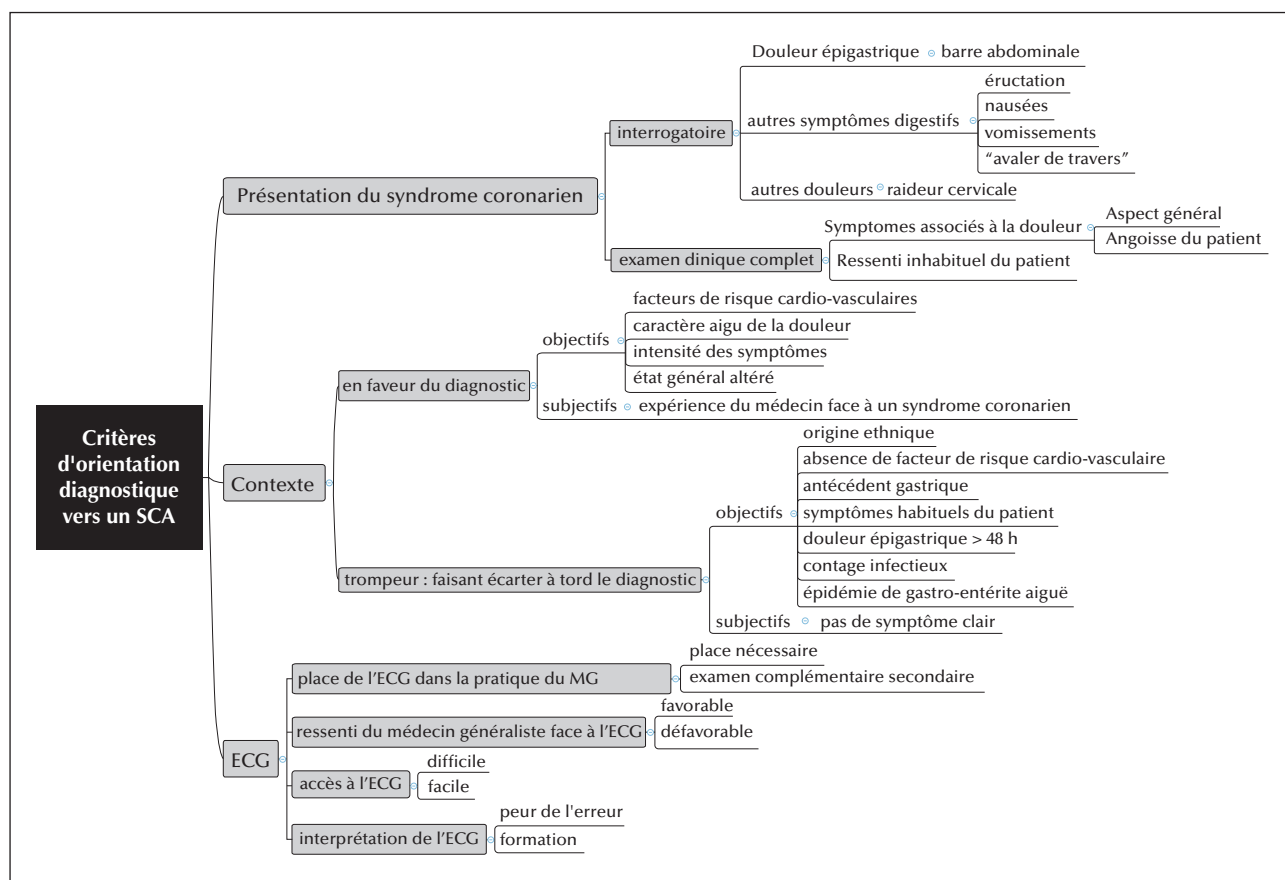 Douleur épigastrique
barre abdominale
autres symptômes digestifs
éructation
nausées
vomissements
“avaler de travers”
interrogatoire
autres douleurs
raideur cervicale
Présentation du syndrome coronarien
Symptomes associés à la douleur
Aspect général
Angoisse du patient
examen dinique complet
Ressenti inhabituel du patient
facteurs de risque cardio-vasculaires
objectifs
caractère aigu de la douleur
intensité des symptômes
état général altéré
en faveur du diagnostic
subjectifs
expérience du médecin face à un syndrome coronarien
Critères
d'orientation
diagnostique
vers un SCA
Contexte
origine ethnique
absence de facteur de risque cardio-vasculaire
antécédent gastrique
objectifs
symptômes habituels du patient
douleur épigastrique > 48 h
contage infectieux
épidémie de gastro-entérite aiguë
trompeur : faisant écarter à tord le diagnostic
subjectifs
pas de symptôme clair
place de l’ECG dans la pratique du MG
place nécessaire
examen complémentaire secondaire
ressenti du médecin généraliste face à l’ECG
favorable
défavorable
ECG
accès à l’ECG
difficile
facile
interprétation de l’ECG
peur de l'erreur
formation